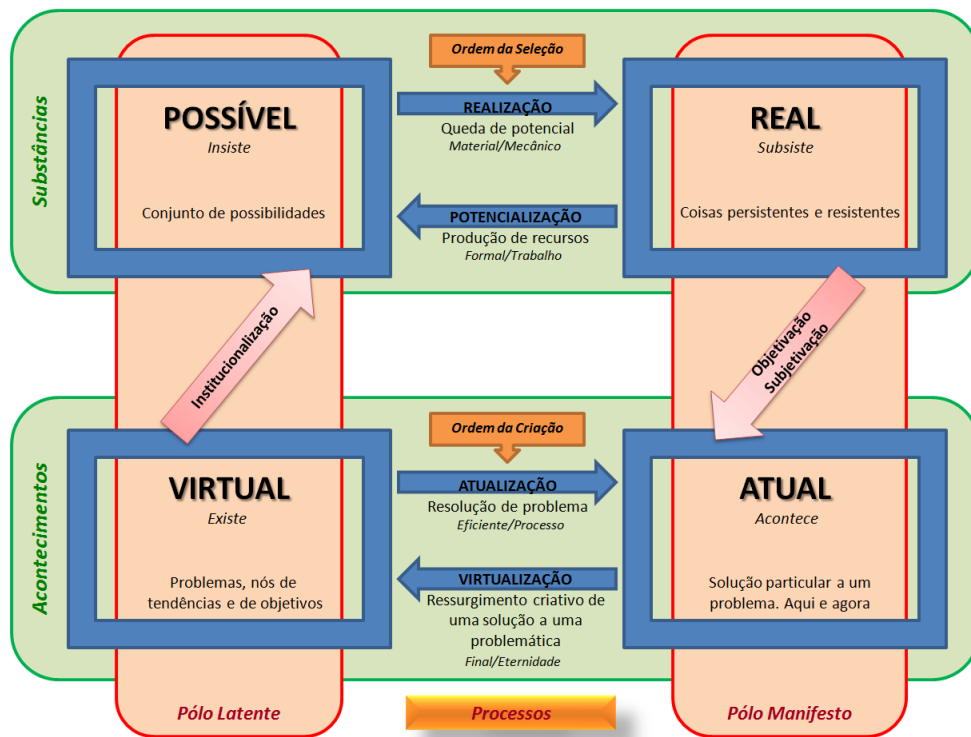 Substâncias
POSSÍVEL
Insiste
Conjunto de possibilidades
Ordem da Seleção
REALIZAÇÃO
Queda de potencial
Material/Mecânico
POTENCIALIZAÇÃO
Produção de recursos
Formal/Trabalho
REAL
Subsiste
Coisas persistentes e resistentes
Institucionalização
Objetivação
Subjetivação
Acontecimentos
VIRTUAL
Existe
Problemas, nós de
tendências e de objetivos
Ordem da Criação
ATUALIZAÇÃO
Resolução de problema
Eficiente/Processo
VIRTUALIZAÇÃO
Ressurgimento criativo de
uma solução a uma
problemática
Final/Eternidade
ATUAL
Acontece
Solução particular a um
problema. Aqui e agora
Pólo Latente
Processos
Pólo Manifesto